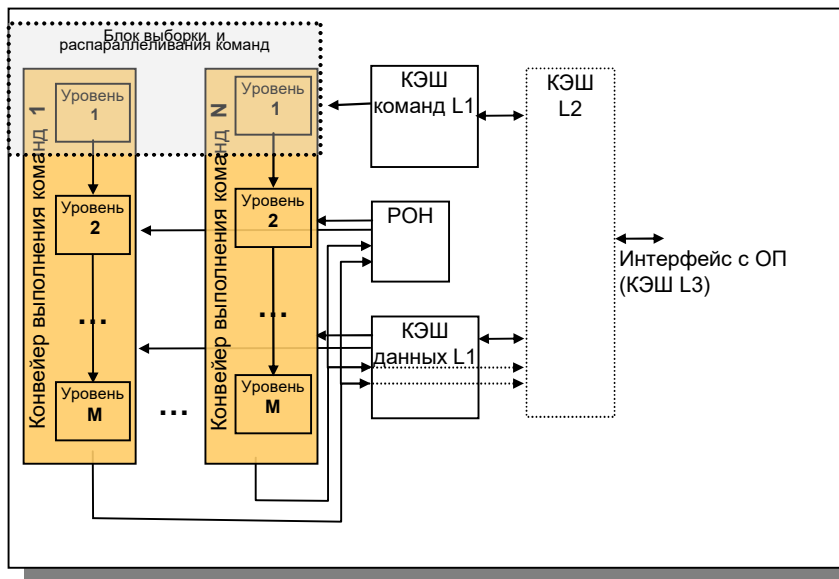 Блок выборки и
распараллеливания команд
Конвейер выполнения команд 1
Уровень
1
Уровень
2
...
Уровень
M
...
Конвейер выполнения команд N
Уровень
1
Уровень
2
...
Уровень
M
КЭШ
команд L1
РОН
КЭШ
данных L1
КЭШ
L2
Интерфейс с ОП
(КЭШ L3)